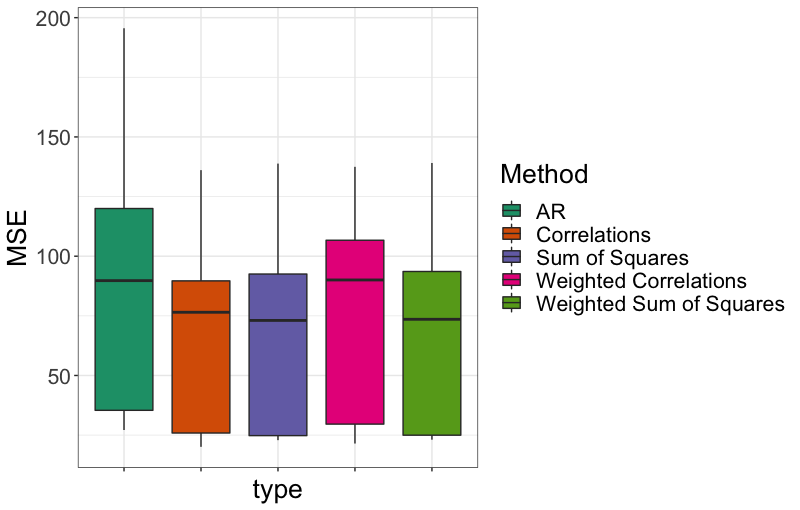 200
150
100
50
MSE
type
Method
AR
Correlations
Sum of Squares
Weighted Correlations
Weighted Sum of Squares